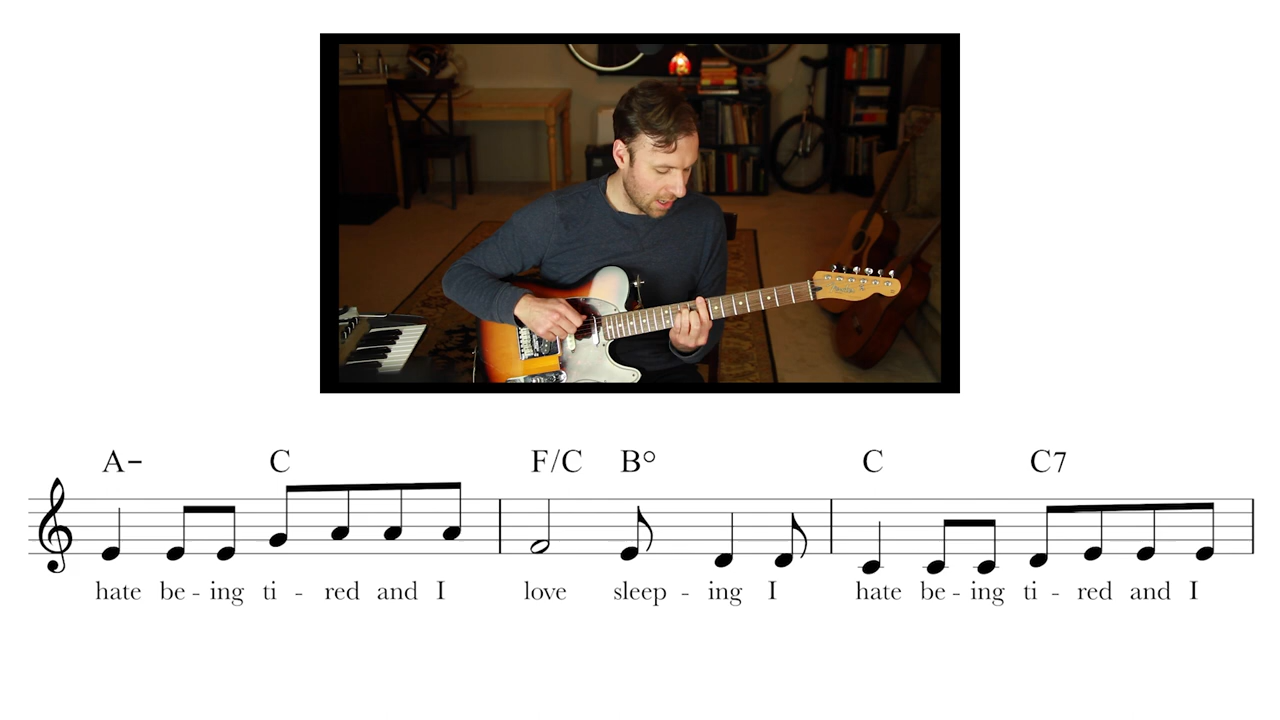 A− C F/C B° C C7
hate be - ing ti - red and I love sleep - ing I hate be - ing ti - red and I